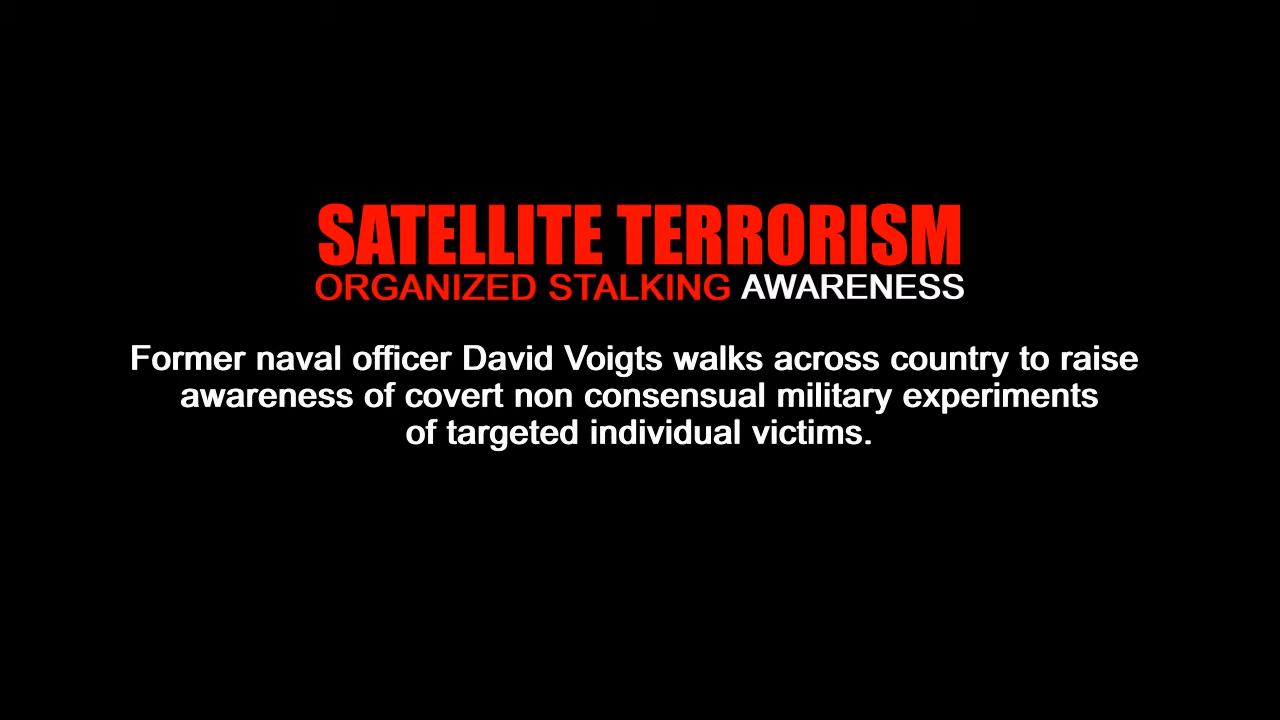 SATELLITE TERRORISM
ORGANIZED STALKING AWARENESS
Former naval officer David Voigts walks across country to raise
awareness of covert non consensual military experiments
of targeted individual victims.